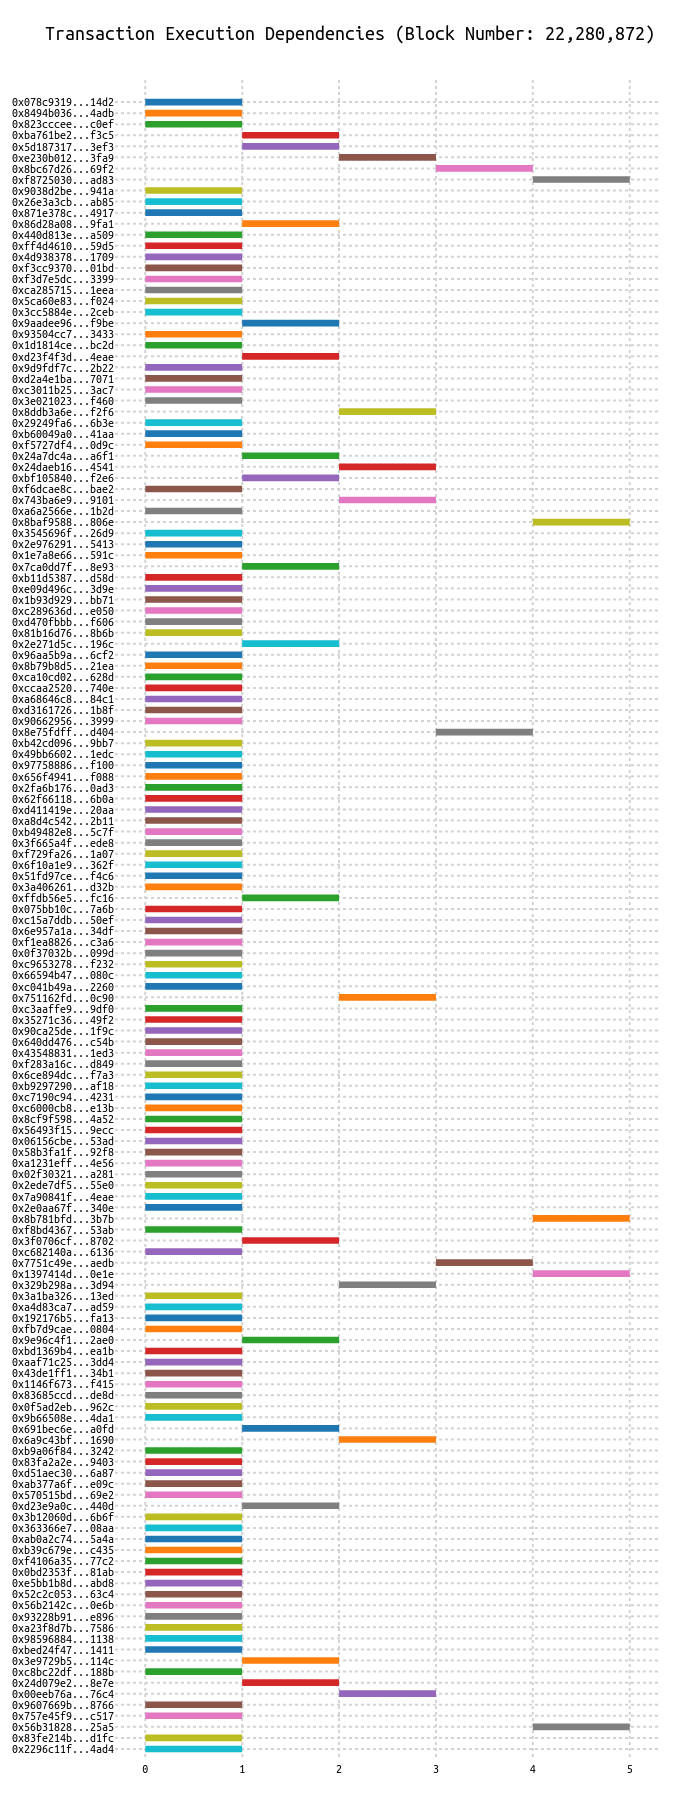 Transaction Execution Dependencies (Block Number: 22,280,872)
0x078c9319...14d2
0x8494b036...4adb
0x823cccee...c0ef
0xba761be2...f3c5
0x5d187317...3ef3
0xe230b012...3fa9
0x8bc67d26...69f2
0xf8725030...ad83
0x9038d2be...941a
0x26e3a3cb...ab85
0x871e378c...4917
0x86d28a08...9fa1
0x440d813e...a509
0xff4d4610...59d5
0x4d938378...1709
0xf3cc9370...01bd
0xf3d7e5dc...3399
0xca285715...1eea
0x5ca60e83...f024
0x3cc5884e...2ceb
0x9aadee96...f9be
0x93504cc7...3433
0x1d1814ce...bc2d
0xd23f4f3d...4eae
0x9d9fdf7c...2b22
0xd2a4e1ba...7071
0xc3011b25...3ac7
0x3e021023...f460
0x8ddb3a6e...f2f6
0x29249fa6...6b3e
0xb60049a0...41aa
0xf5727df4...0d9c
0x24a7dc4a...a6f1
0x24daeb16...4541
0xbf105840...f2e6
0xf6dcae8c...bae2
0x743ba6e9...9101
0xa6a2566e...1b2d
0x8baf9588...806e
0x3545696f...26d9
0x2e976291...5413
0x1e7a8e66...591c
0x7ca0dd7f...8e93
0xb11d5387...d58d
0xe09d496c...3d9e
0x1b93d929...bb71
0xc289636d...e050
0xd470fbbb...f606
0x81b16d76...8b6b
0x2e271d5c...196c
0x96aa5b9a...6cf2
0x8b79b8d5...21ea
0xca10cd02...628d
0xccaa2520...740e
0xa68646c8...84c1
0xd3161726...1b8f
0x90662956...3999
0x8e75fdff...d404
0xb42cd096...9bb7
0x49bb6602...1edc
0x97758886...f100
0x656f4941...f088
0x2fa6b176...0ad3
0x62f66118...6b0a
0xd411419e...20aa
0xa8d4c542...2b11
0xb49482e8...5c7f
0x3f665a4f...ede8
0xf729fa26...1a07
0x6f10a1e9...362f
0x51fd97ce...f4c6
0x3a406261...d32b
0xffdb56e5...fc16
0x075bb10c...7a6b
0xc15a7ddb...50ef
0x6e957a1a...34df
0xf1ea8826...c3a6
0x0f37032b...099d
0xc9653278...f232
0x66594b47...080c
0xc041b49a...2260
0x751162fd...0c90
0xc3aaffe9...9df0
0x35271c36...49f2
0x90ca25de...1f9c
0x640dd476...c54b
0x43548831...1ed3
0xf283a16c...d849
0x6ce894dc...f7a3
0xb9297290...af18
0xc7190c94...4231
0xc6000cb8...e13b
0x8cf9f598...4a52
0x56493f15...9ecc
0x06156cbe...53ad
0x58b3fa1f...92f8
0xa1231eff...4e56
0x02f30321...a281
0x2ede7df5...55e0
0x7a90841f...4eae
0x2e0aa67f...340e
0x8b781bfd...3b7b
0xf8bd4367...53ab
0x3f0706cf...8702
0xc682140a...6136
0x7751c49e...aedb
0x1397414d...0e1e
0x329b298a...3d94
0x3a1ba326...13ed
0xa4d83ca7...ad59
0x192176b5...fa13
0xfb7d9cae...0804
0x9e96c4f1...2ae0
0xbd1369b4...ea1b
0xaaf71c25...3dd4
0x43de1ff1...34b1
0x1146f673...f415
0x83685ccd...de8d
0x0f5ad2eb...962c
0x9b66508e...4da1
0x691bec6e...a0fd
0x6a9c43bf...1690
0xb9a06f84...3242
0x83fa2a2e...9403
0xd51aec30...6a87
0xab377a6f...e09c
0x570515bd...69e2
0xd23e9a0c...440d
0x3b12060d...6b6f
0x363366e7...08aa
0xab0a2c74...5a4a
0xb39c679e...c435
0xf4106a35...77c2
0x0bd2353f...81ab
0xe5bb1b8d...abd8
0x52c2c053...63c4
0x56b2142c...0e6b
0x93228b91...e896
0xa23f8d7b...7586
0x98596884...1138
0xbed24f47...1411
0x3e9729b5...114c
0xc8bc22df...188b
0x24d079e2...8e7e
0x00eeb76a...76c4
0x9607669b...8766
0x757e45f9...c517
0x56b31828...25a5
0x83fe214b...d1fc
0x2296c11f...4ad4
0 1 2 3 4 5